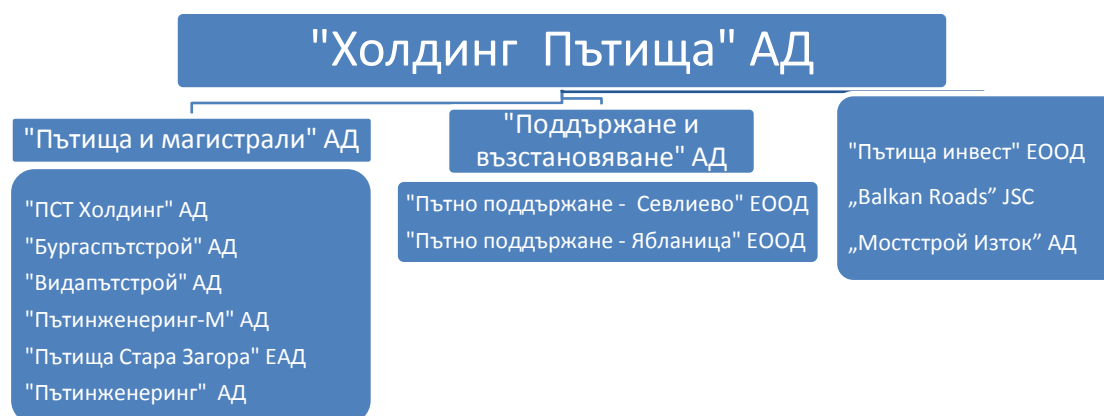 "Холдинг Пътища" АД
"Пътища и магистрали" АД
"ПСТ Холдинг" АД
"Бургаспътстрой" АД
"Видапътстрой" АД
"Пътинженеринг-М" АД
"Пътища Стара Загора" ЕАД
"Пътинженеринг" АД
"Поддържане и
възстановяване" АД
"Пътно поддържане - Севлиево" ЕООД
"Пътно поддържане - Ябланица" ЕООД
"Пътища инвест" ЕООД
„Balkan Roads” JSC
„Мостстрой Изток” АД